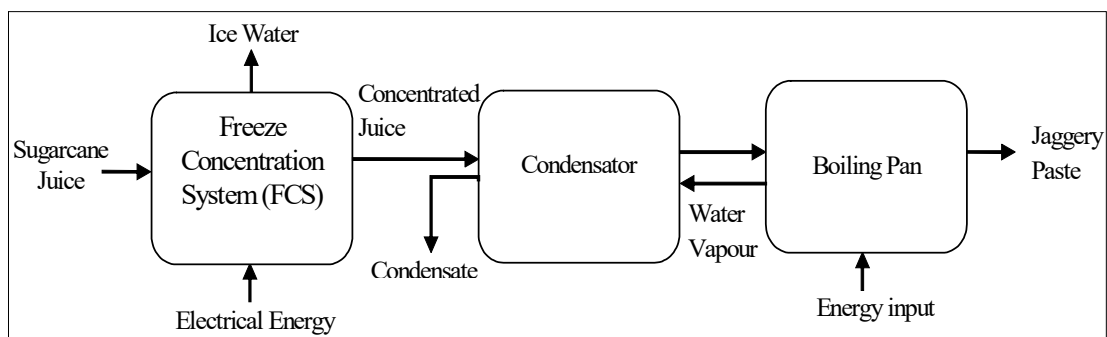 Ice Water
Sugarcane
Juice
Freeze
Concentration
System (FCS)
Electrical Energy
Concentrated
Juice
Condensator
Condensate
Water
Vapour
Boiling Pan
Energy input
Jaggery
Paste